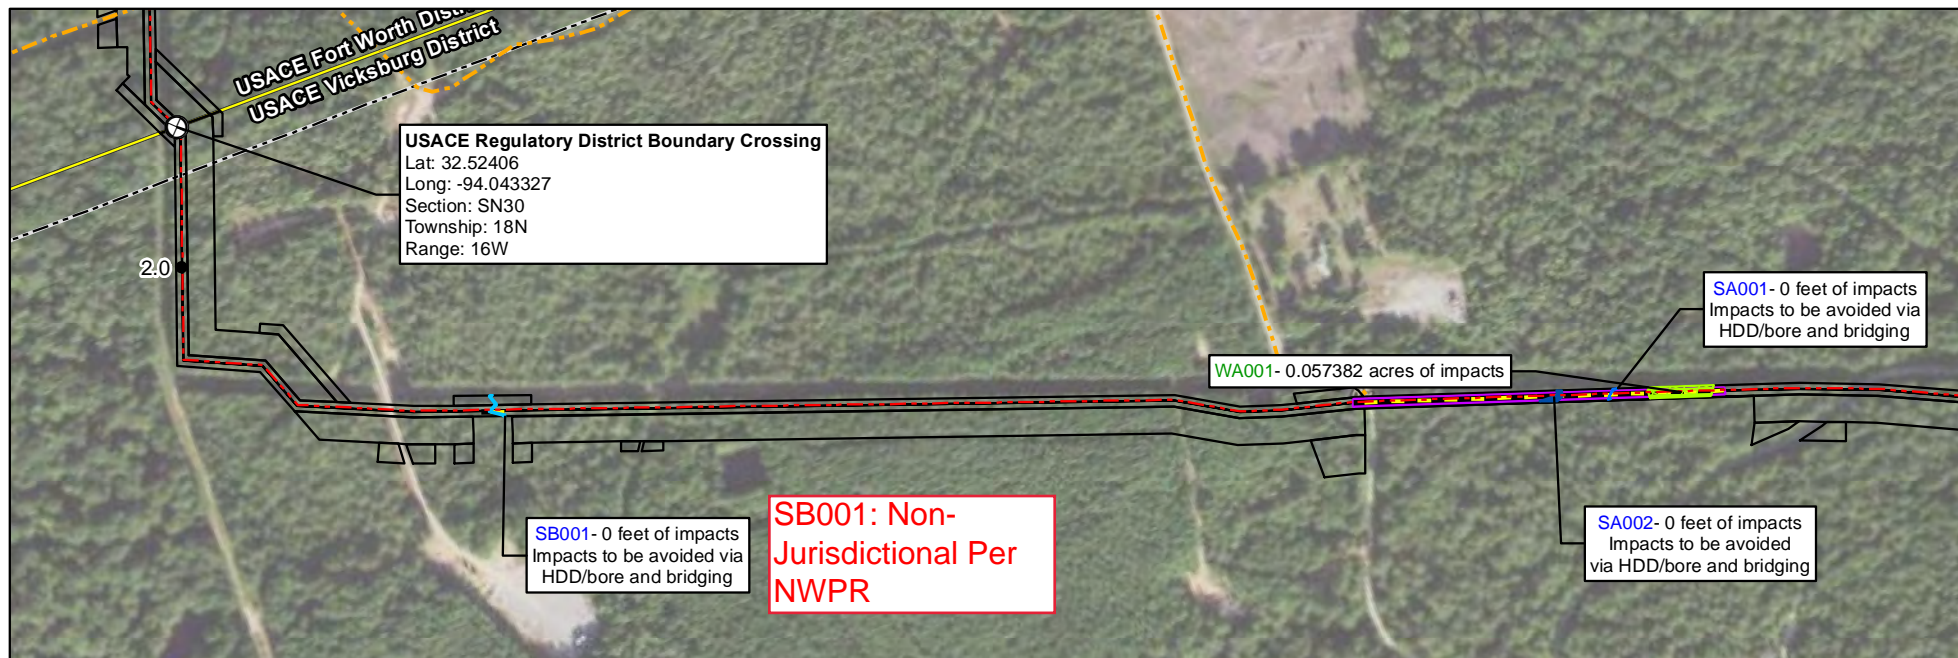 USACE Fort Worth
USACE Vicksburg District
USACE Regulatory District Boundary Crossing
Lat: 32.52406
Long: -94.043327
Section: SN30
Township: 18N
Range: 16W
2.0
SA001- 0 feet of impacts
Impacts to be avoided via
HDD/bore and bridging
WA001- 0.057382 acres of impacts
SB001- 0 feet of impacts
Impacts to be avoided via
HDD/bore and bridging
SB001: Non-
Jurisdictional Per
NWPR
SA002- 0 feet of impacts
Impacts to be avoided
via HDD/bore and bridging